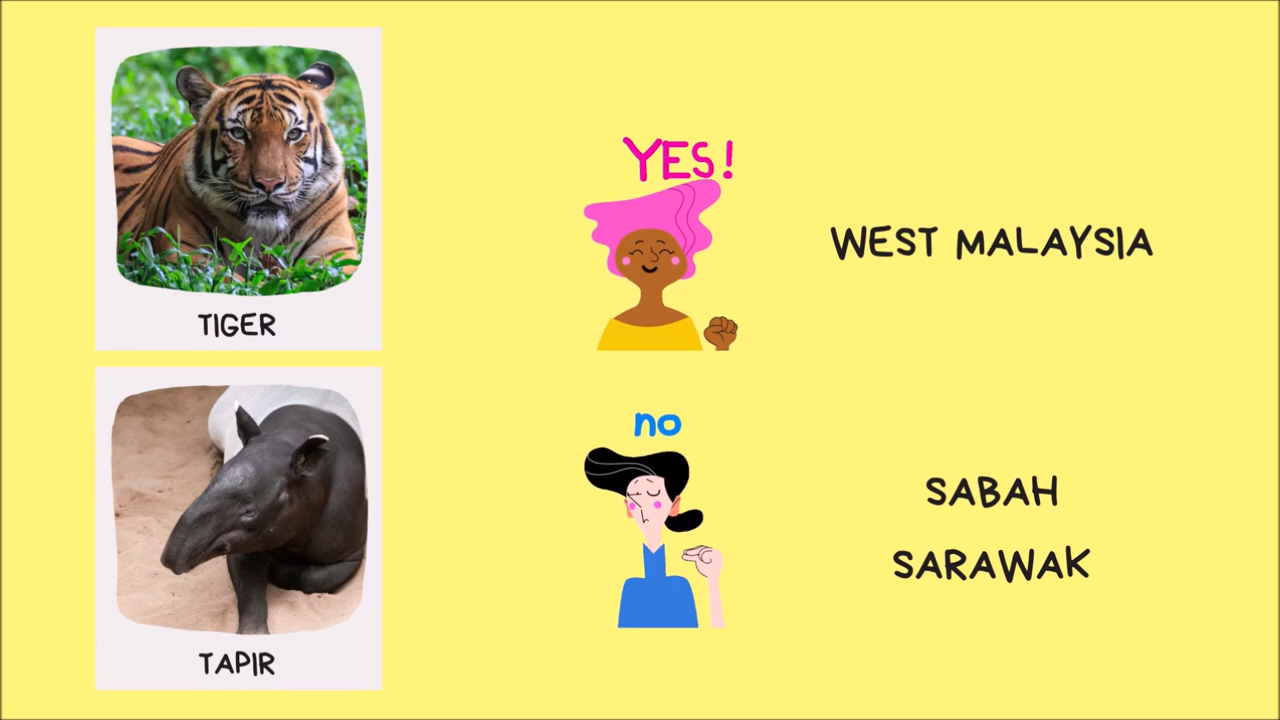 TIGER
YES!
WEST MALAYSIA
TAPIR
no
SABAH
SARAWAK